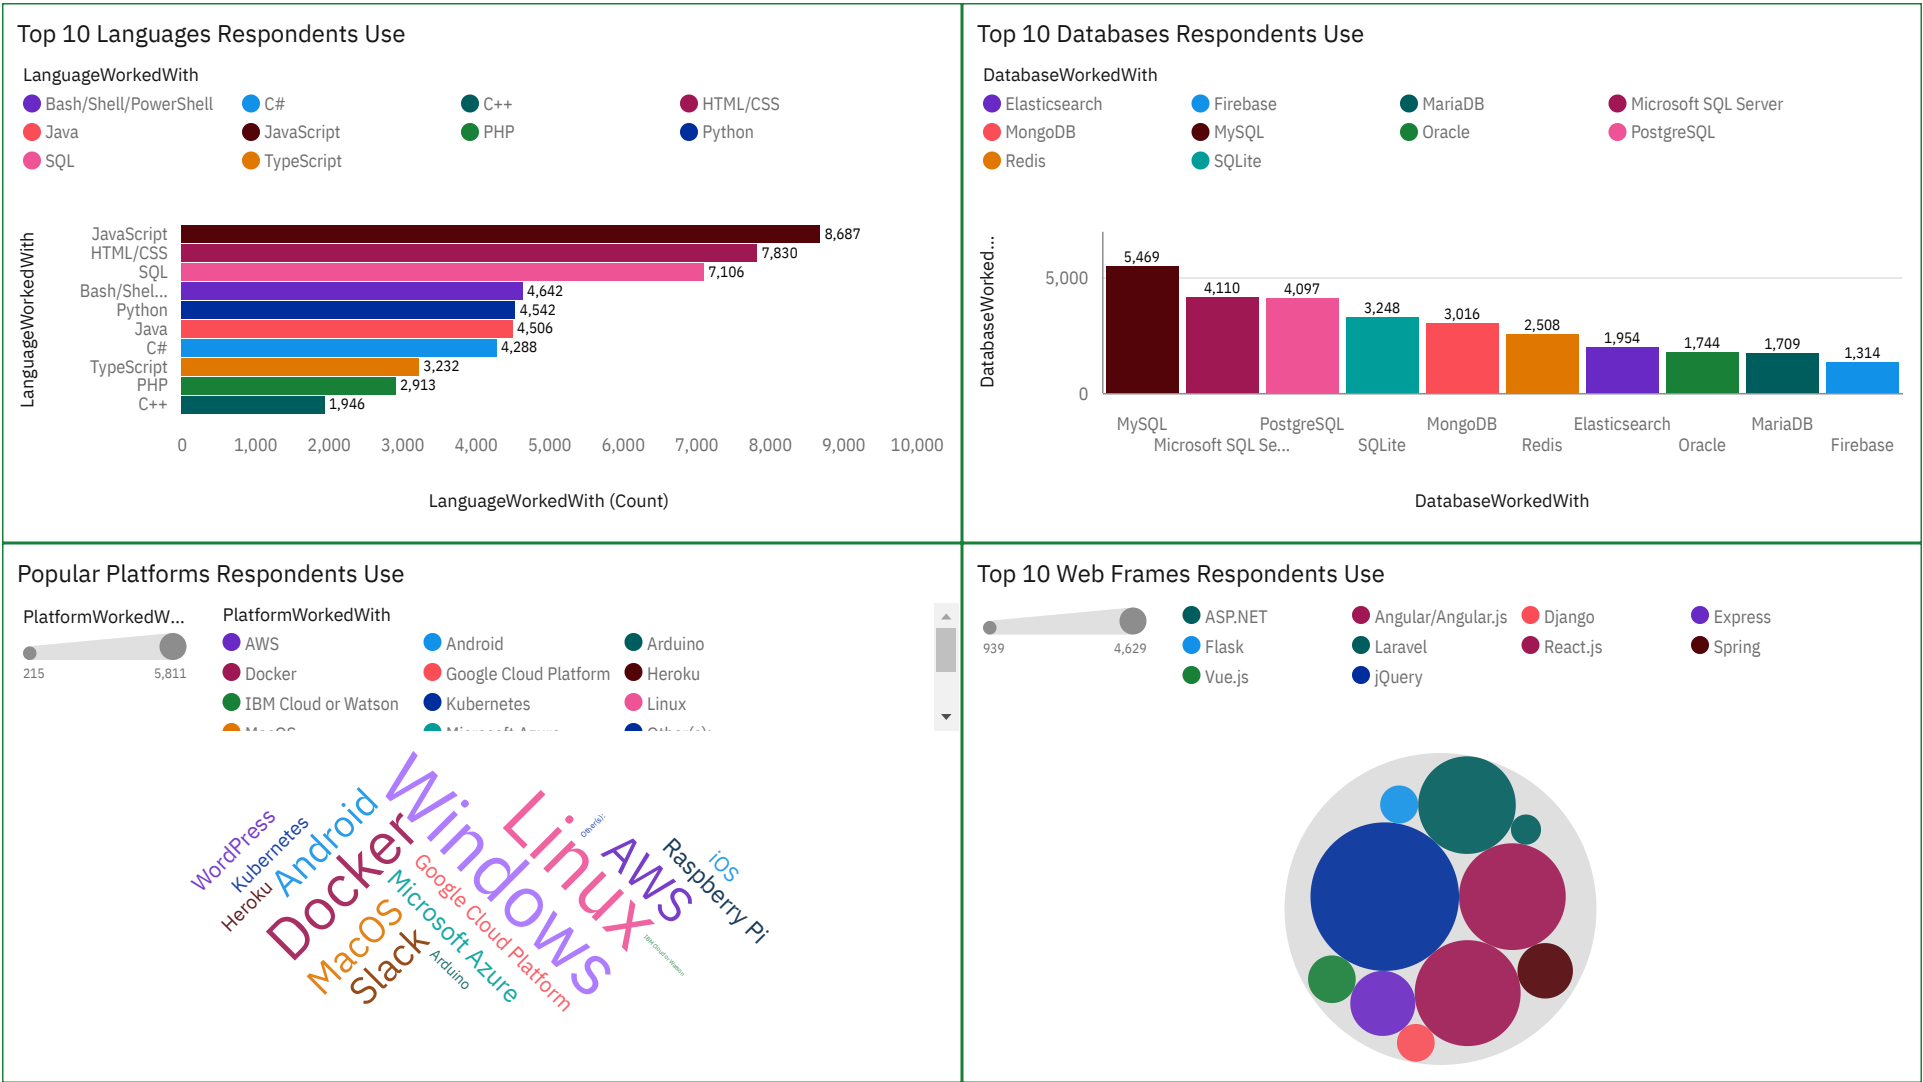 Top 10 Languages Respondents Use
LanguageWorkedWith
Bash/Shell/PowerShell C# C++ HTML/CSS
Java JavaScript PHP Python
SQL TypeScript
LanguageWorkedWith
JavaScript 8,687
HTML/CSS 7,830
SQL 7,106
Bash/Shel... 4,642
Python 4,542
Java 4,506
C# 4,288
TypeScript 3,232
PHP 2,913
C++ 1,946
0 1,000 2,000 3,000 4,000 5,000 6,000 7,000 8,000 9,000 10,000
LanguageWorkedWith (Count)
Top 10 Databases Respondents Use
DatabaseWorkedWith
Elasticsearch Firebase MariaDB Microsoft SQL Server
MongoDB MySQL Oracle PostgreSQL
Redis SQLite
DatabaseWorked...
5,000
0
5,469 4,110 4,097 3,248 3,016 2,508 1,954 1,744 1,709 1,314
MySQL PostgreSQL MongoDB Elasticsearch MariaDB
Microsoft SQL Se... SQLite Redis Oracle Firebase
DatabaseWorkedWith
Popular Platforms Respondents Use
PlatformWorkedW...
215 5,811
PlatformWorkedWith
AWS Android Arduino
Docker Google Cloud Platform Heroku
IBM Cloud or Watson Kubernetes Linux
MacOS Microsoft Azure Other(s):
WordPress
Kubernetes
Heroku
Android
Docker
MacOS
Slack
Windows
Google Cloud Platform
Microsoft Azure
Arduino
Linux
Other(s):
AWS
IBM Cloud or Watson
Raspberry Pi
iOS
Top 10 Web Frames Respondents Use
939 4,629
ASP.NET Angular/Angular.js Django Express
Flask Laravel React.js Spring
Vue.js jQuery